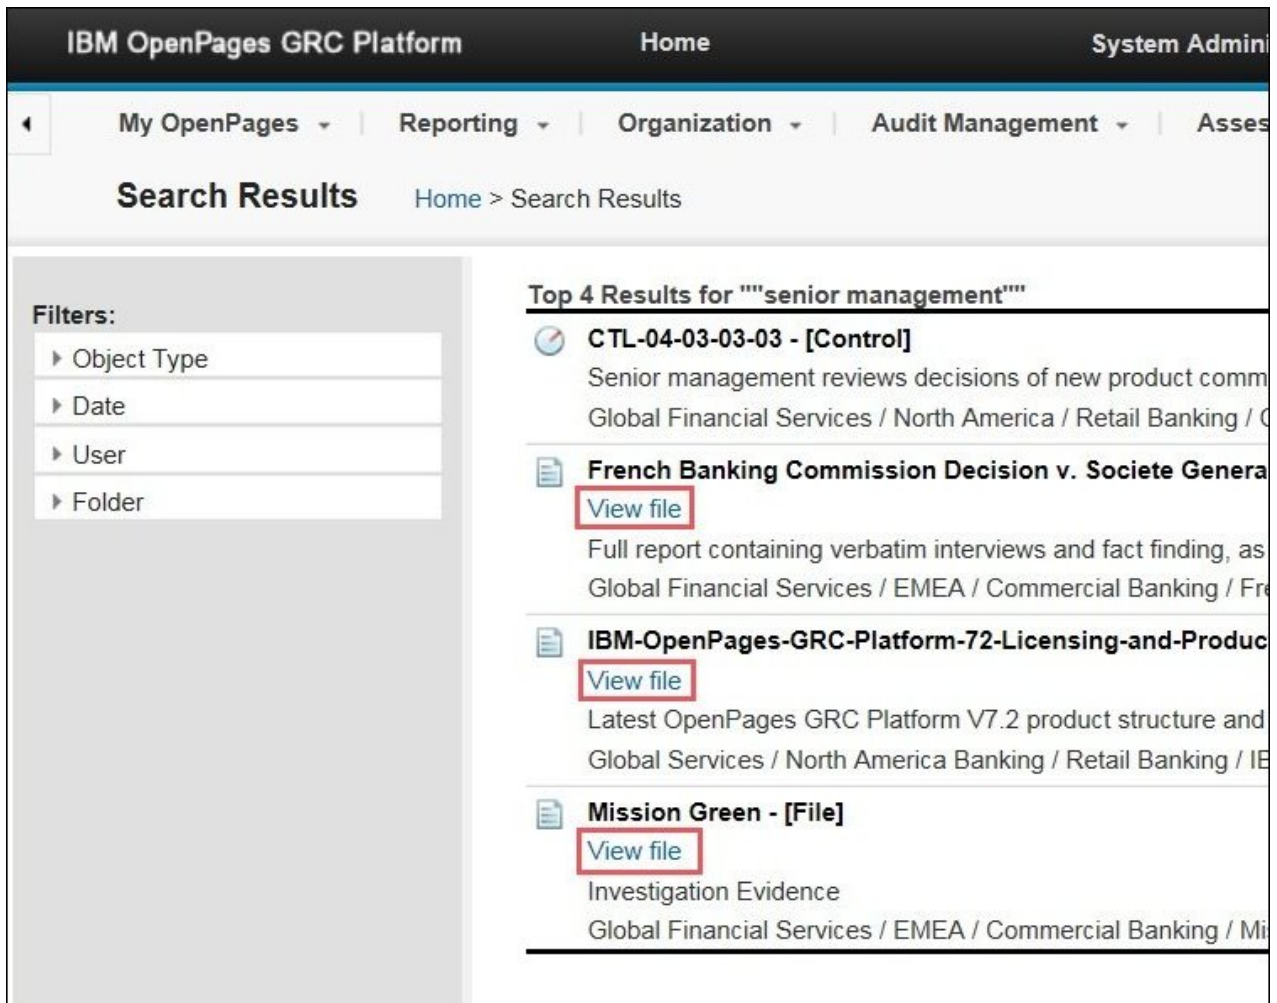 IBM OpenPages GRC Platform Home System Admini
My OpenPages Reporting Organization Audit Management Asses
Search Results Home > Search Results
Filters:
Object Type
Date
User
Folder
Top 4 Results for ""senior management""
CTL-04-03-03-03 - [Control]
Senior management reviews decisions of new product comm
Global Financial Services / North America / Retail Banking /
French Banking Commission Decision v. Societe Genera
View file
Full report containing verbatim interviews and fact finding, as
Global Financial Services / EMEA / Commercial Banking / Fre
IBM-OpenPages-GRC-Platform-72-Licensing-and-Produc
View file
Latest OpenPages GRC Platform V7.2 product structure and
Global Services / North America Banking / Retail Banking / IB
Mission Green - [File]
View file
Investigation Evidence
Global Financial Services / EMEA / Commercial Banking / Mi